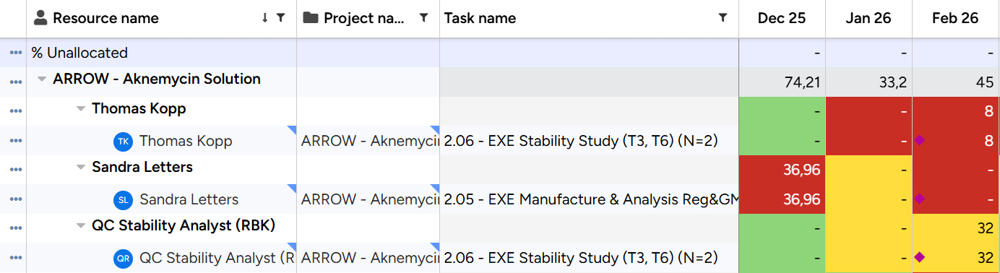 Resource name Project na... Task name Dec 25 Jan 26 Feb 26
% Unallocated - - -
ARROW - Aknemycin Solution 74,21 33,2 45
Thomas Kopp - - 8
TK Thomas Kopp ARROW - Aknemycin 2.06 - EXE Stability Study (T3, T6) (N=2) - - 8
Sandra Letters 36,96 - -
SL Sandra Letters ARROW - Aknemycin 2.05 - EXE Manufacture & Analysis Reg&GM 36,96 - -
QC Stability Analyst (RBK) - - 32
QR QC Stability Analyst (R ARROW - Aknemycin 2.06 - EXE Stability Study (T3, T6) (N=2) - - 32